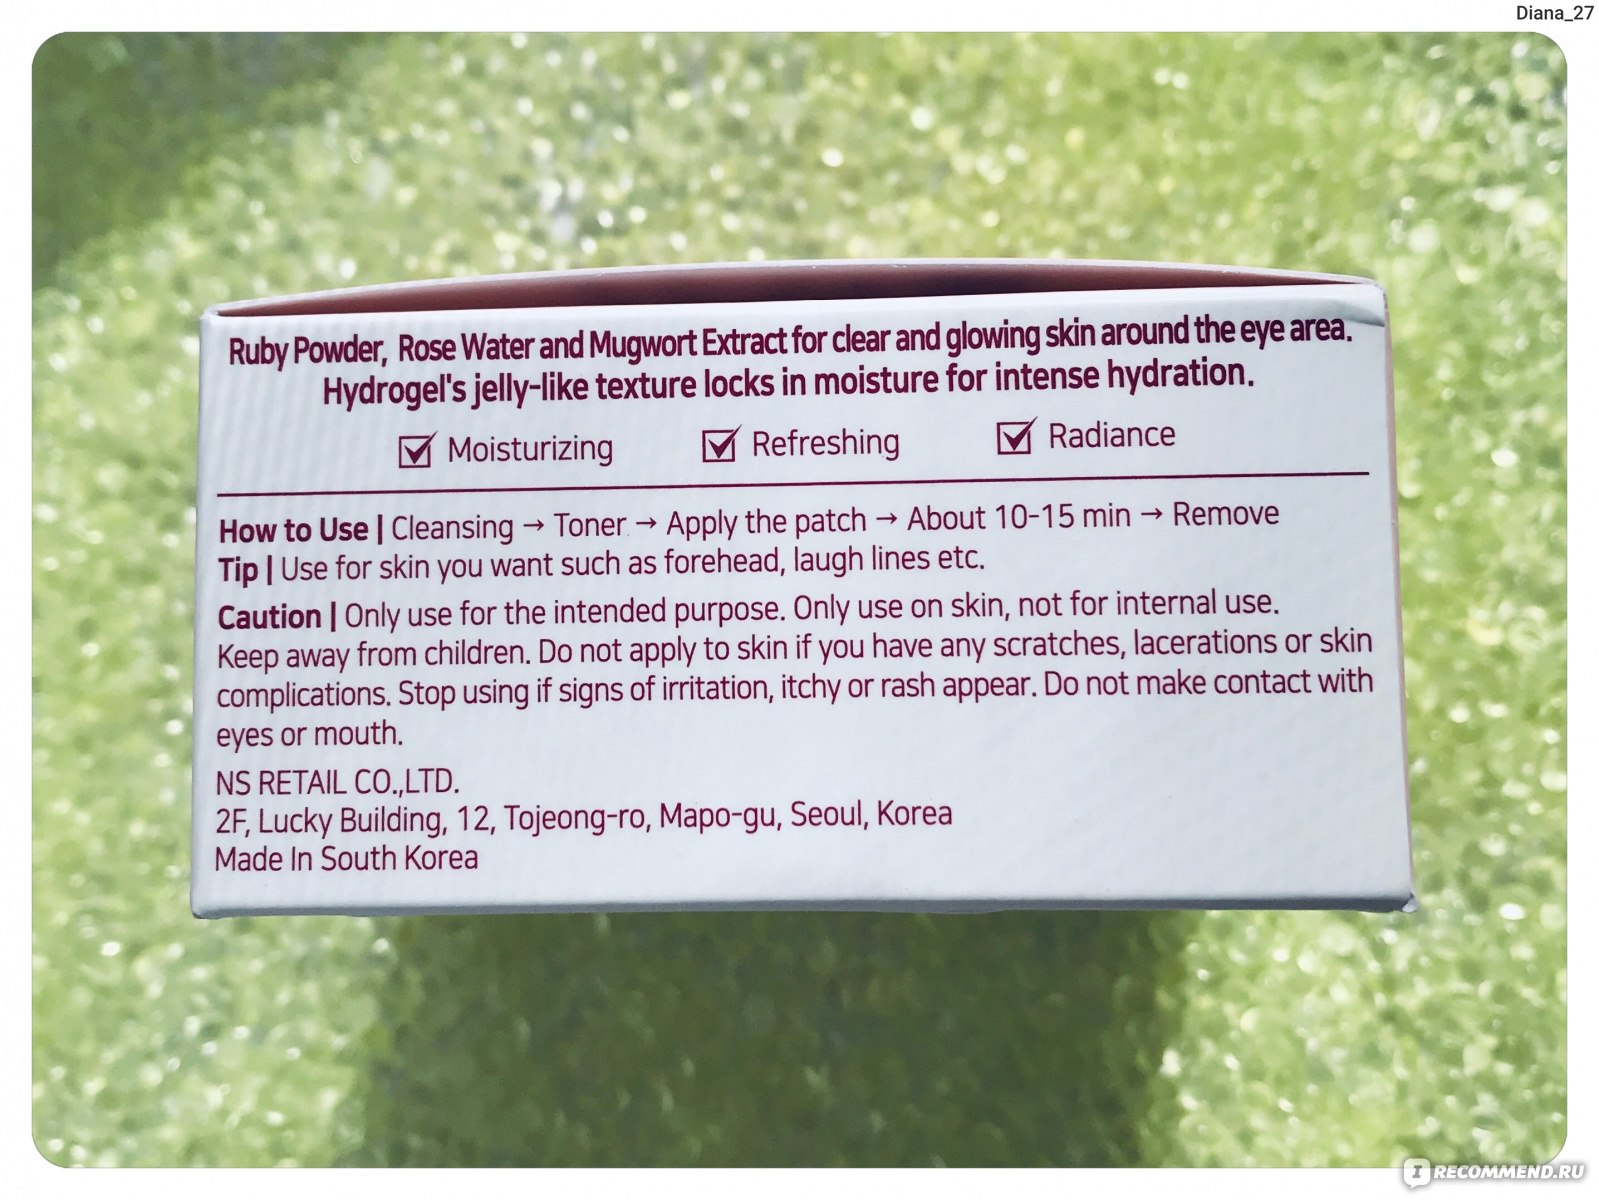 Diana_27
Ruby Powder, Rose Water and Mugwort Extract for clear and glowing skin around the eye area.
Hydrogel's jelly-like texture locks in moisture for intense hydration.
Moisturizing Refreshing Radiance
How to Use | Cleansing → Toner → Apply the patch → About 10-15 min → Remove
Tip | Use for skin you want such as forehead, laugh lines etc.
Caution | Only use for the intended purpose. Only use on skin, not for internal use.
Keep away from children. Do not apply to skin if you have any scratches, lacerations or skin
complications. Stop using if signs of irritation, itchy or rash appear. Do not make contact with
eyes or mouth.
NS RETAIL CO.,LTD.
2F, Lucky Building, 12, Tojeong-ro, Mapo-gu, Seoul, Korea
Made In South Korea
I RECOMMEND.RU